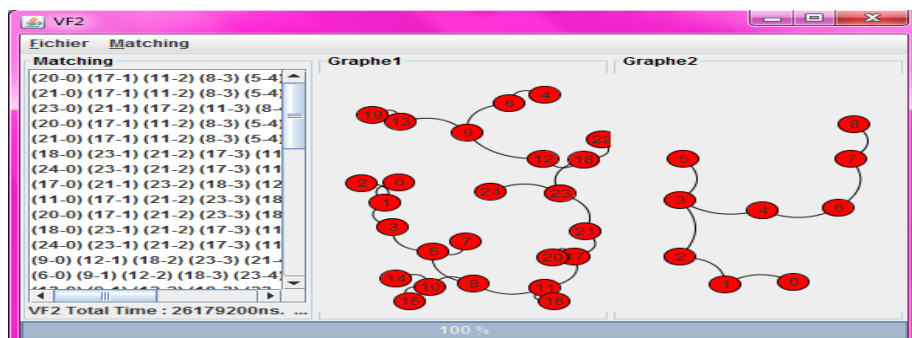 VF2
Fichier Matching
Matching
(20-0) (17-1) (11-2) (8-3) (5-4)
(21-0) (17-1) (11-2) (8-3) (5-4)
(23-0) (21-1) (17-2) (11-3) (8-
(20-0) (17-1) (11-2) (8-3) (5-4)
(21-0) (17-1) (11-2) (8-3) (5-4)
(18-0) (23-1) (21-2) (17-3) (11
(24-0) (23-1) (21-2) (17-3) (11
(17-0) (21-1) (23-2) (18-3) (12
(11-0) (17-1) (21-2) (23-3) (18
(20-0) (17-1) (21-2) (23-3) (18
(18-0) (23-1) (21-2) (17-3) (11
(24-0) (23-1) (21-2) (17-3) (11
(9-0) (12-1) (18-2) (23-3) (21-
(6-0) (9-1) (12-2) (18-3) (23-4)
VF2 Total Time : 26179200ns. ...
Graphe1
4
6
19
13
9
22
12
18
2
0
24
23
1
3
21
7
5
20
17
14
8
10
11
15
16
Graphe2
8
5
7
3
4
6
2
1
0
100 %